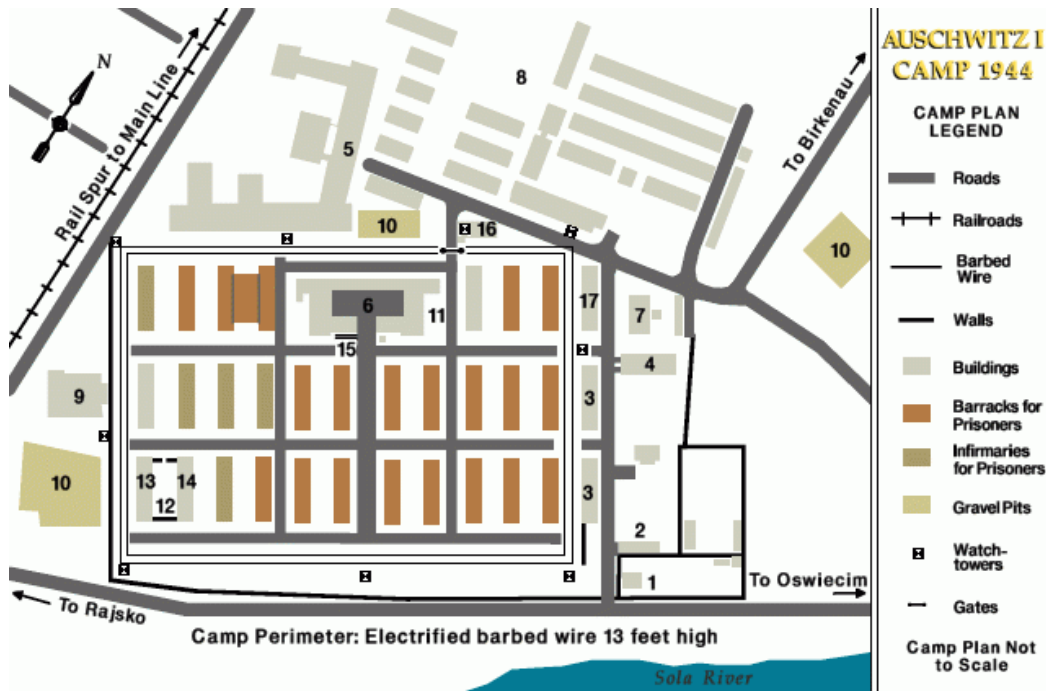 AUSCHWITZ I
CAMP 1944
CAMP PLAN
LEGEND
Roads
Railroads
Barbed
Wire
Walls
Buildings
Barracks for
Prisoners
Infirmaries
for Prisoners
Gravel Pits
Watch-
towers
Gates
Camp Plan Not
to Scale
N
Rail Spur to Main Line
To Birkenau
8
5
10
16
10
6
11
17
7
15
4
9
3
10
13
14
12
3
2
1
To Oswiecim
To Rajsko
Camp Perimeter: Electrified barbed wire 13 feet high
Sola River